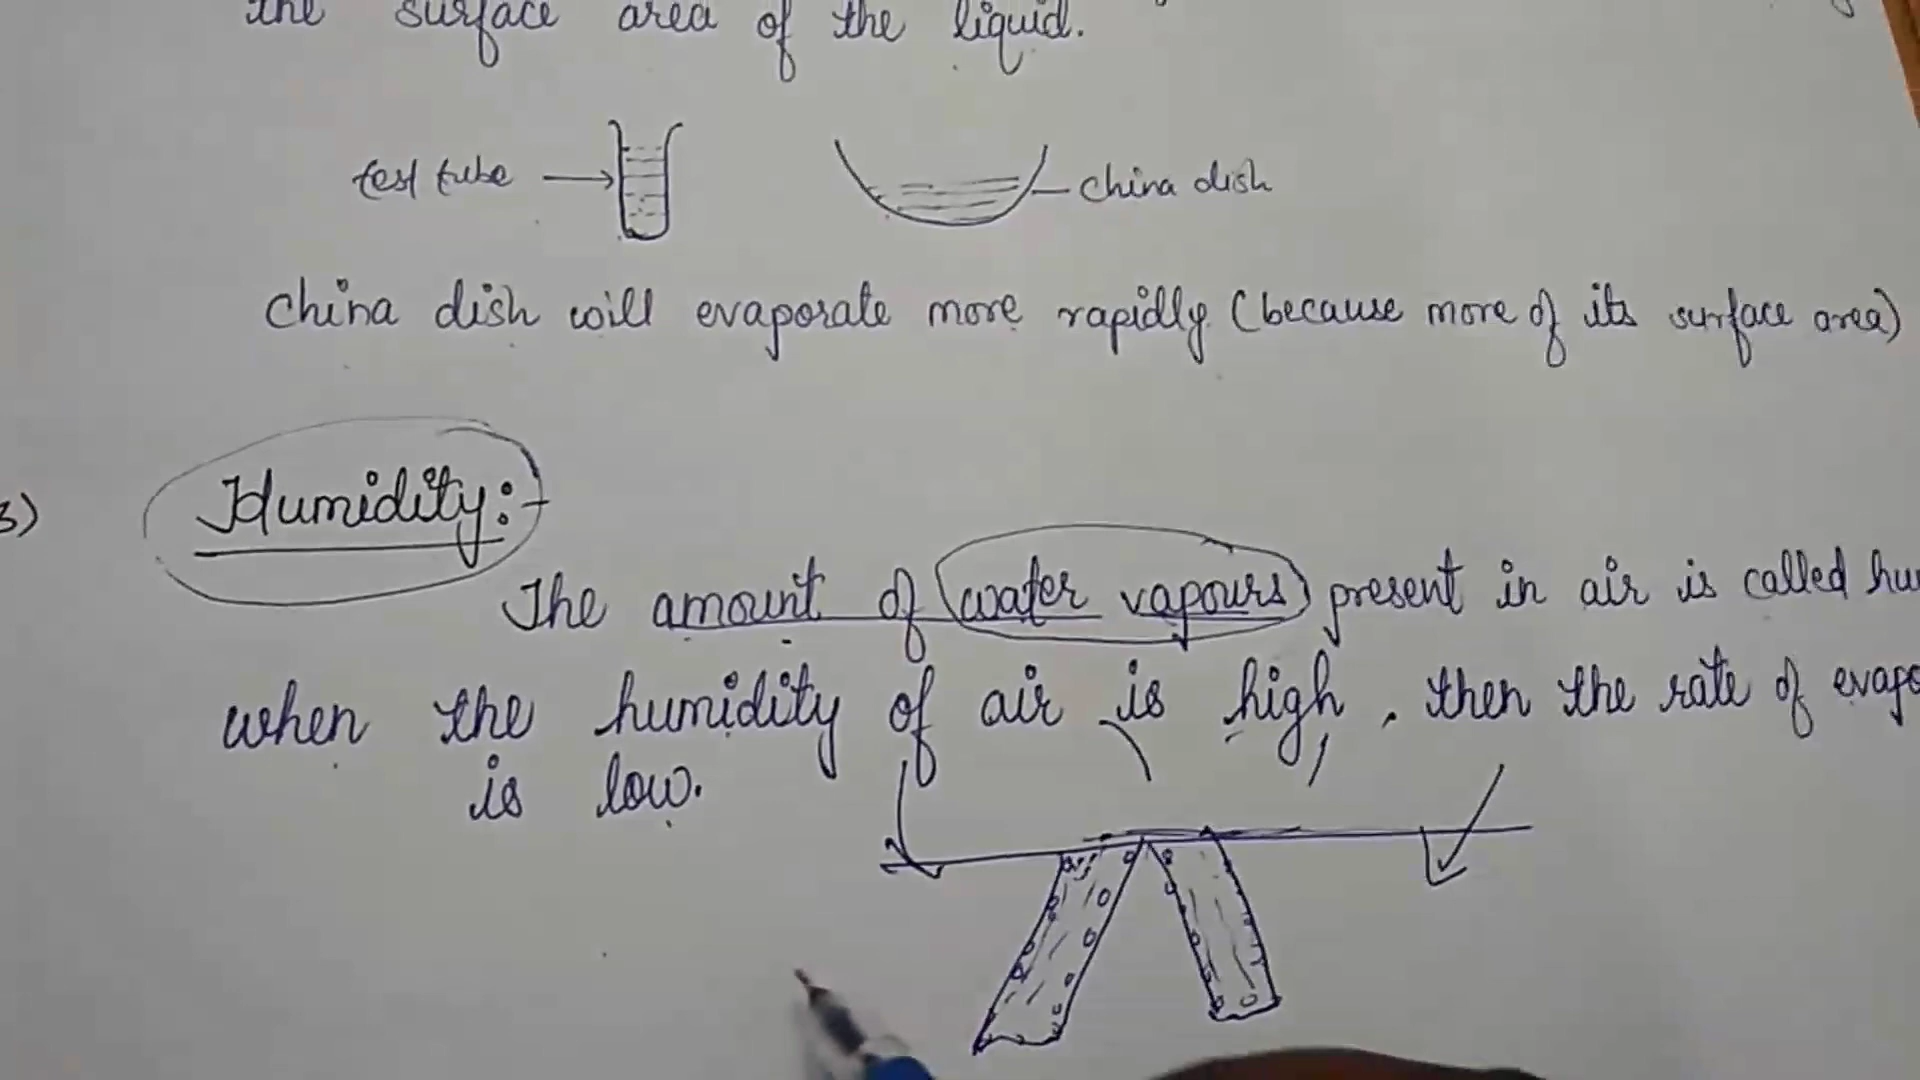 the surface area of the liquid.
test tube
china dish
china dish will evaporate more rapidly (because more of its surface area)
3)
Humidity:-
The amount of water vapours present in air is called hu
when the humidity of air is high, then the rate of evapo
is low.